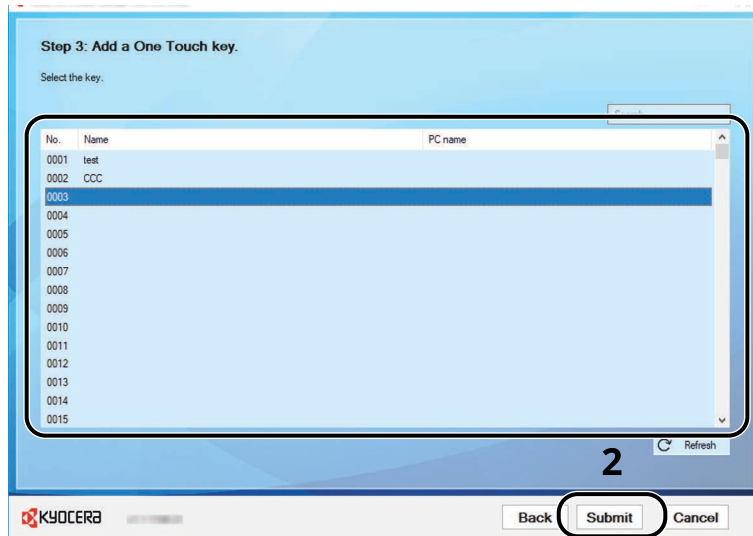 Step 3: Add a One Touch key.
Select the key.
No. Name PC name
0001 test
0002 CCC
0003
0004
0005
0006
0007
0008
0009
0010
0011
0012
0013
0014
0015
Refresh
2
KYOCERA
Back Submit Cancel